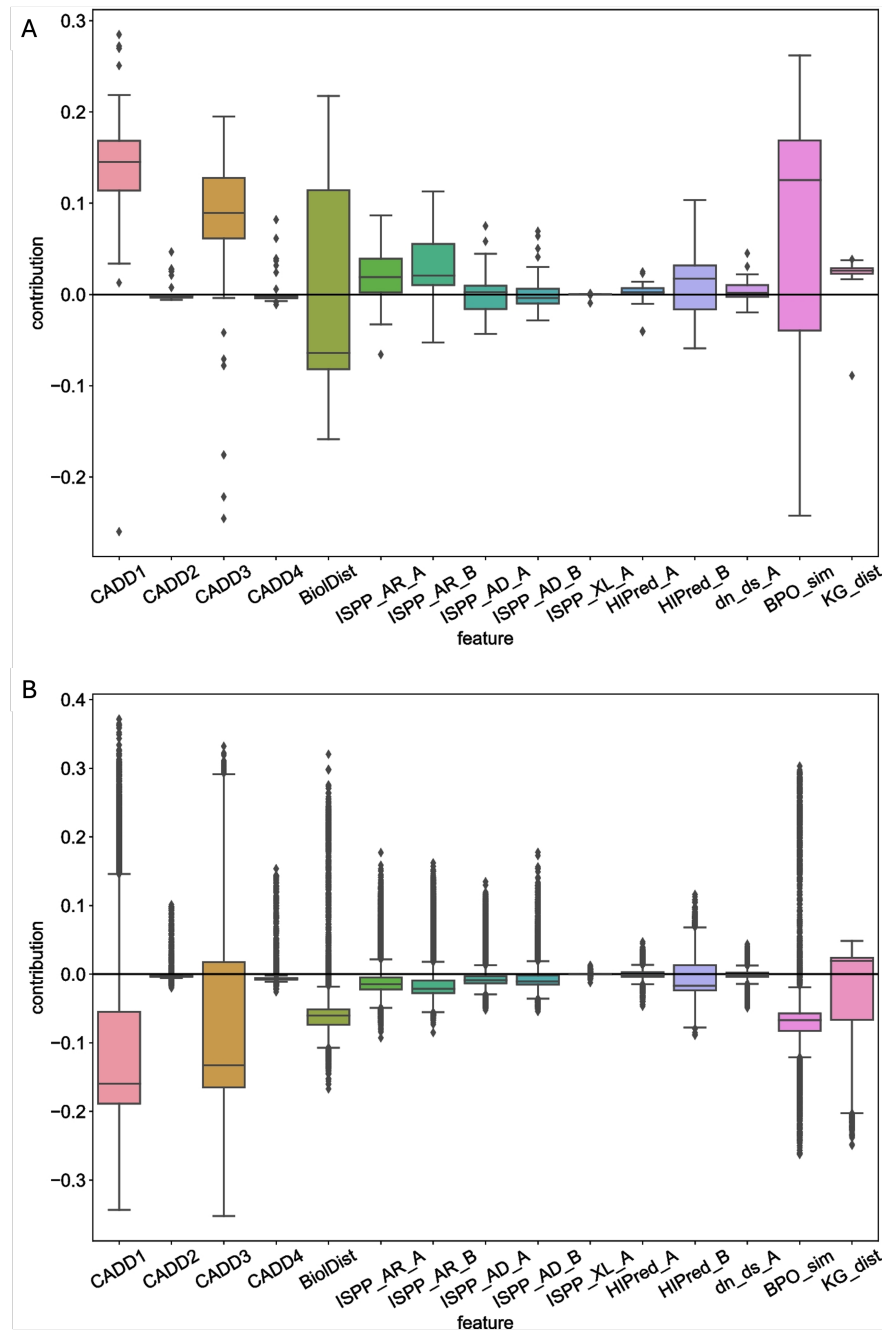 A
0.3
0.2
0.1
0.0
−0.1
−0.2
contribution
CADD1 CADD2 CADD3 CADD4 BiolDist ISPP_AR_A ISPP_AR_B ISPP_AD_A ISPP_AD_B ISPP_XL_A HIPred_A HIPred_B dn_ds_A BPO_sim KG_dist
feature
B
0.4
0.3
0.2
0.1
0.0
−0.1
−0.2
−0.3
contribution
CADD1 CADD2 CADD3 CADD4 BiolDist ISPP_AR_A ISPP_AR_B ISPP_AD_A ISPP_AD_B ISPP_XL_A HIPred_A HIPred_B dn_ds_A BPO_sim KG_dist
feature